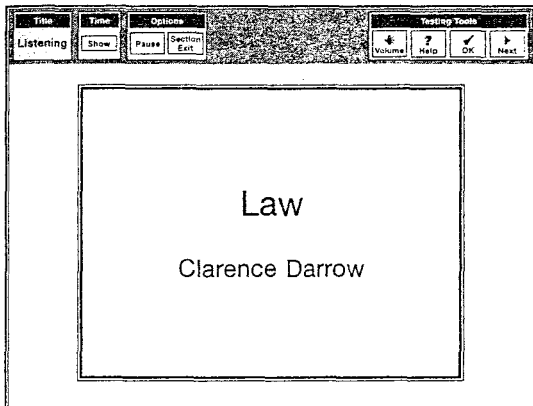 Title Time Options Testing Tools
Listening Show Pause Section Exit Volume Help OK Next
Law
Clarence Darrow